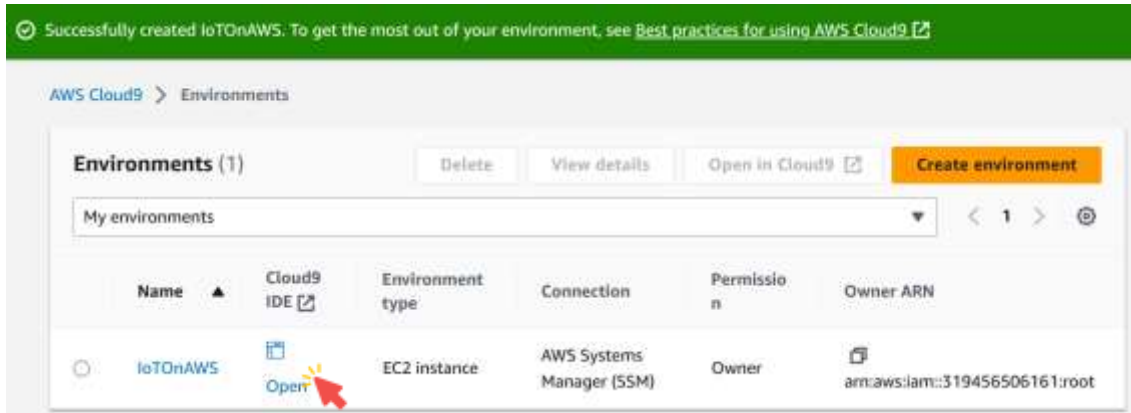 Successfully created IoTOnAWS. To get the most out of your environment, see Best practices for using AWS Cloud9
AWS Cloud9 > Environments
Environments (1)
Delete
View details
Open in Cloud9
Create environment
My environments
< 1 >
Name ▲
Cloud9
IDE
Environment
type
Connection
Permissio
n
Owner ARN
IoTOnAWS
Open
EC2 instance
AWS Systems
Manager (SSM)
Owner
arn:aws:iam::319456506161:root